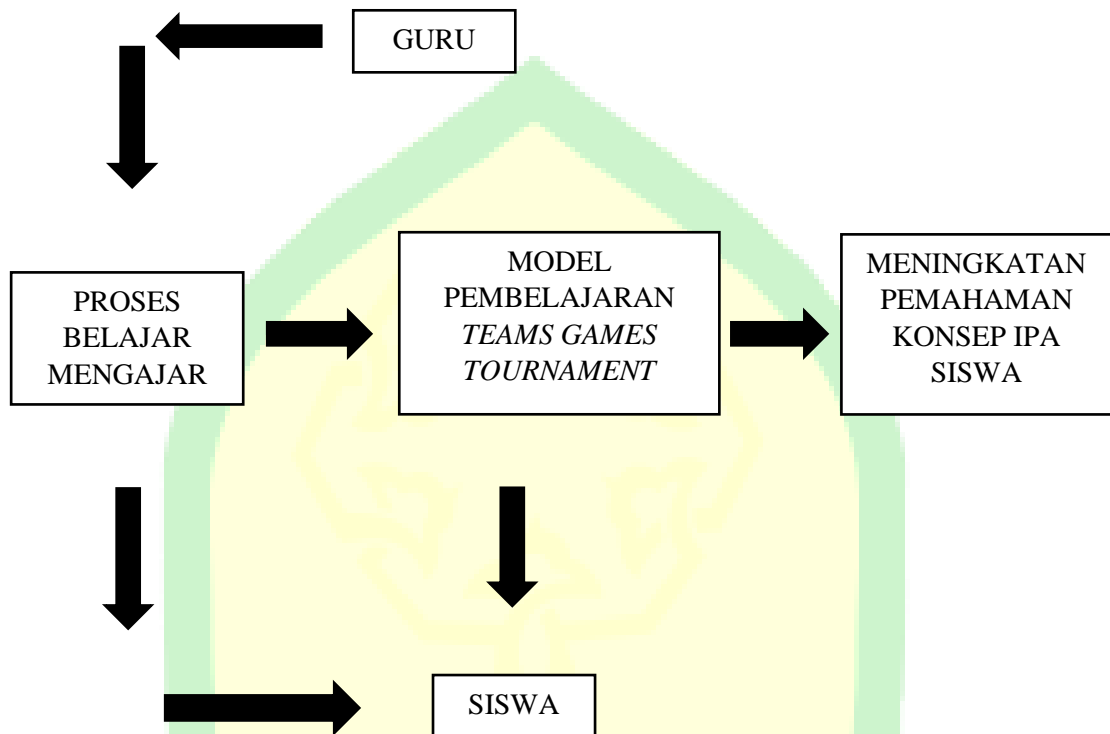 GURU
PROSES
BELAJAR
MENGAJAR
MODEL
PEMBELAJARAN
TEAMS GAMES
TOURNAMENT
MENINGKATAN
PEMAHAMAN
KONSEP IPA
SISWA
SISWA